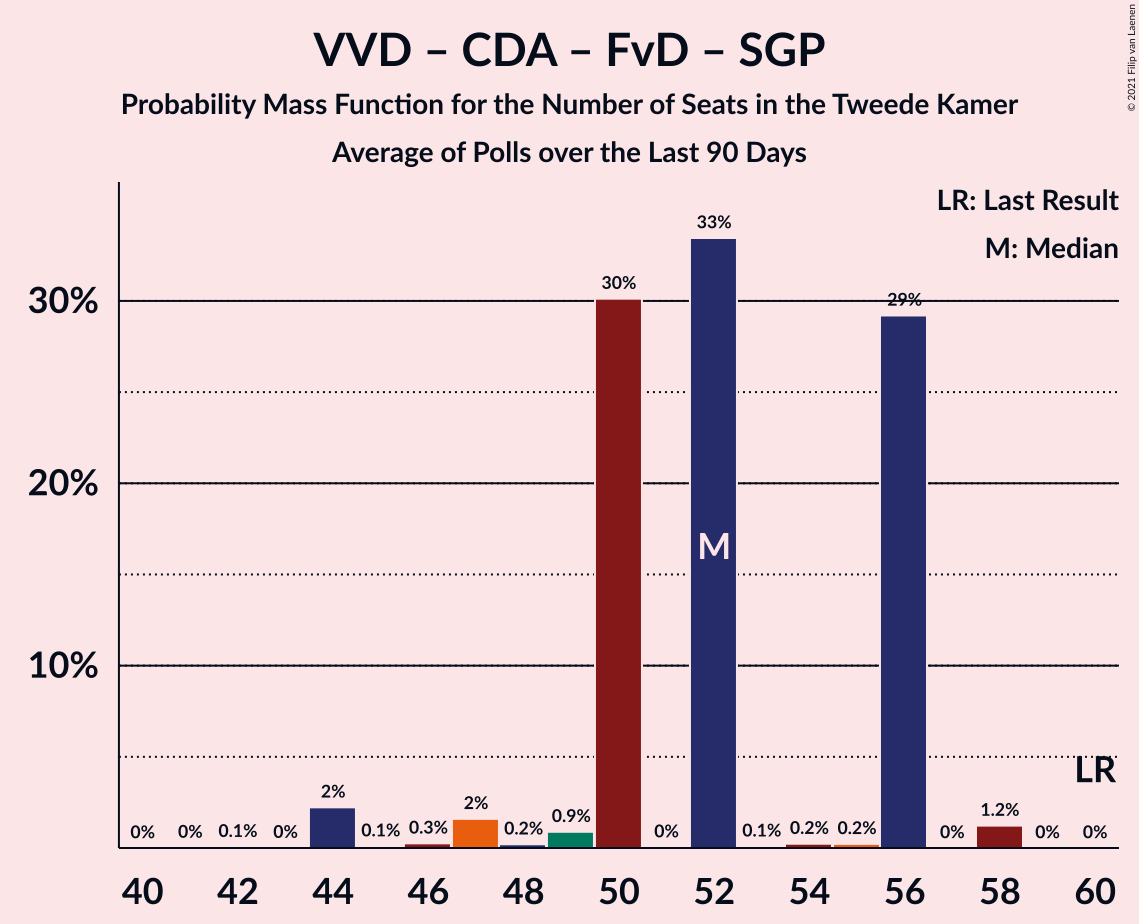 VVD – CDA – FvD – SGP
Probability Mass Function for the Number of Seats in the Tweede Kamer
Average of Polls over the Last 90 Days
© 2021 Filip van Laenen
LR: Last Result
M: Median
30%
20%
10%
0% 0% 0.1% 0% 2% 0.1% 0.3% 2% 0.2% 0.9% 30% 0% 33% 0.1% 0.2% 0.2% 29% 0% 1.2% 0% 0%
M
LR
40 42 44 46 48 50 52 54 56 58 60